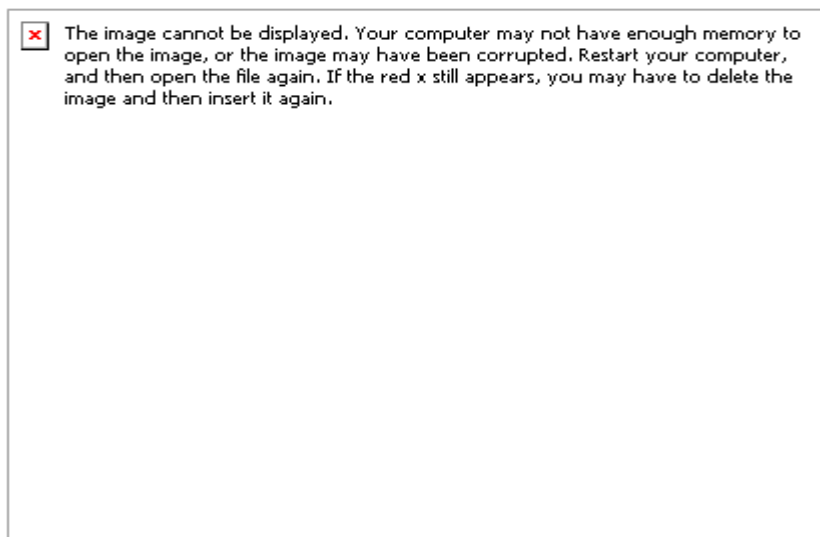 The image cannot be displayed. Your computer may not have enough memory to
open the image, or the image may have been corrupted. Restart your computer,
and then open the file again. If the red x still appears, you may have to delete the
image and then insert it again.